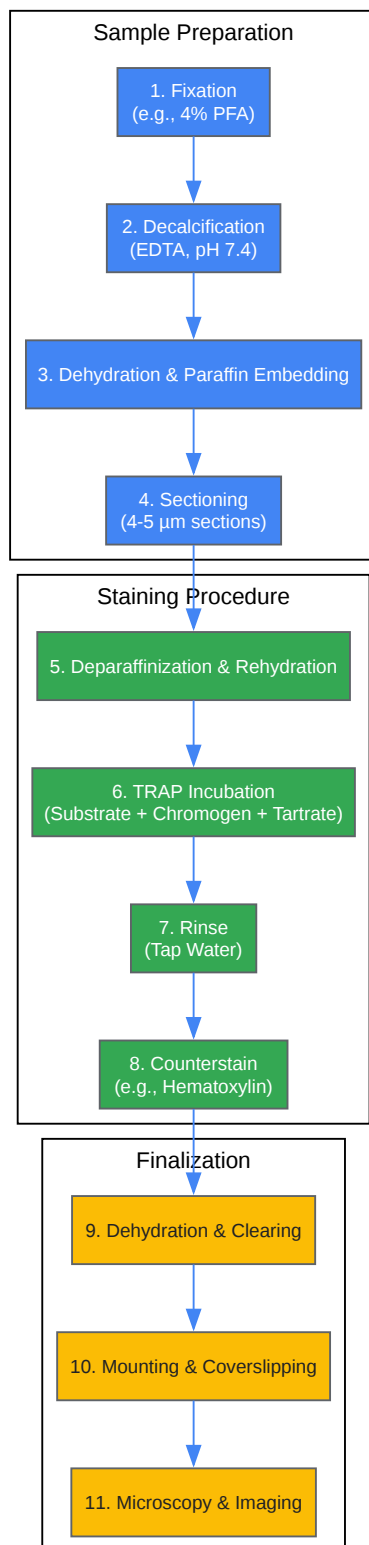 Sample Preparation
1. Fixation
(e.g., 4% PFA)
2. Decalcification
(EDTA, pH 7.4)
3. Dehydration & Paraffin Embedding
4. Sectioning
(4-5 µm sections)
Staining Procedure
5. Deparaffinization & Rehydration
6. TRAP Incubation
(Substrate + Chromogen + Tartrate)
7. Rinse
(Tap Water)
8. Counterstain
(e.g., Hematoxylin)
Finalization
9. Dehydration & Clearing
10. Mounting & Coverslipping
11. Microscopy & Imaging